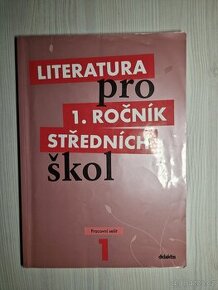 LITERATURA
pro
1. ROČNÍK
STŘEDNÍCH
škol
Pracovní sešit
1
didaktis